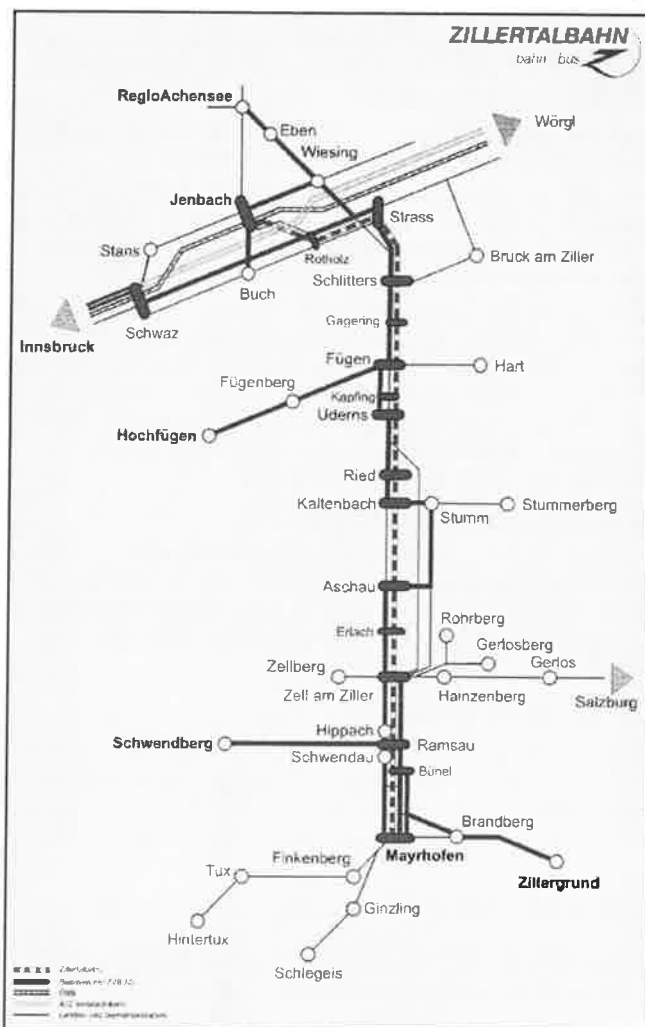 ZILLERTALBAHN
bahn bus
RegioAchensee
Eben
Wörgl
Wiesing
Jenbach
Strass
Stans
Rotholz
Bruck am Ziller
Buch
Schlitters
Schwaz
Gagering
Innsbruck
Fügen
Hart
Fügenberg
Kapfing
Uderns
Hochfügen
Ried
Kaltenbach
Stumm
Stummerberg
Aschau
Rohrberg
Erlach
Gerlosberg
Zellberg
Gerlos
Zell am Ziller
Hainzenberg
Salzburg
Hippach
Schwendberg
Ramsau
Schwendau
Bühel
Brandberg
Mayrhofen
Finkenberg
Tux
Zillergrund
Ginzling
Hintertux
Schlegeis
Zillertalbahn